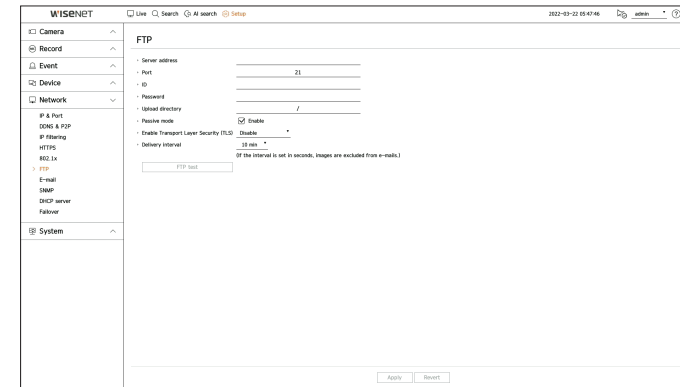 WISENET
Live Search AI search Setup 2022-03-22 05:47:46 admin
Camera
Record
Event
Device
Network
IP & Port
DDNS & P2P
IP filtering
HTTPS
802.1x
FTP
E-mail
SNMP
DHCP server
Failover
System
FTP
Server address
Port 21
ID
Password
Upload directory /
Passive mode Enable
Enable Transport Layer Security (TLS) Disable
Delivery interval 10 min
(If the interval is set in seconds, images are excluded from e-mails.)
FTP test
Apply Revert